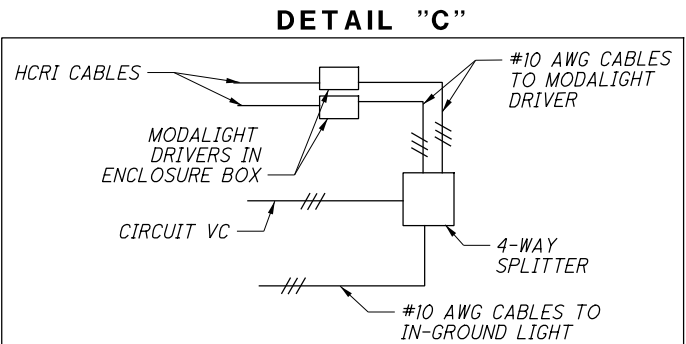 DETAIL "C"
HCRI CABLES
#10 AWG CABLES
TO MODALIGHT
DRIVER
MODALIGHT
DRIVERS IN
ENCLOSURE BOX
CIRCUIT VC
4-WAY
SPLITTER
#10 AWG CABLES TO
IN-GROUND LIGHT